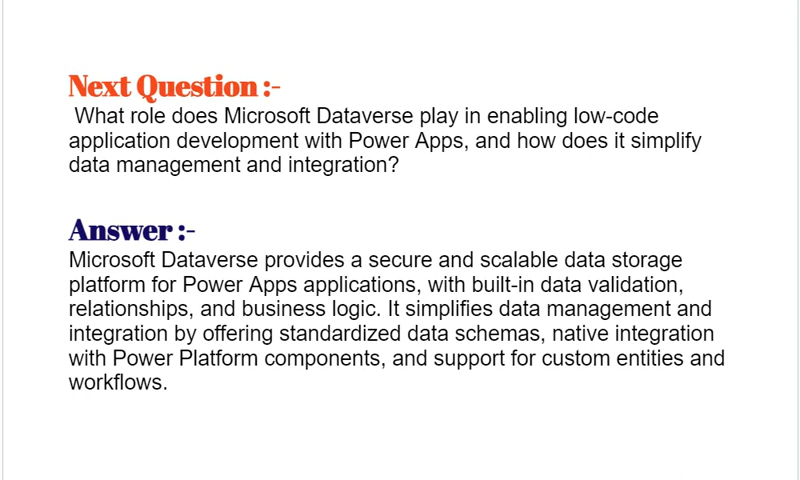 Next Question :-
What role does Microsoft Dataverse play in enabling low-code
application development with Power Apps, and how does it simplify
data management and integration?
Answer :-
Microsoft Dataverse provides a secure and scalable data storage
platform for Power Apps applications, with built-in data validation,
relationships, and business logic. It simplifies data management and
integration by offering standardized data schemas, native integration
with Power Platform components, and support for custom entities and
workflows.